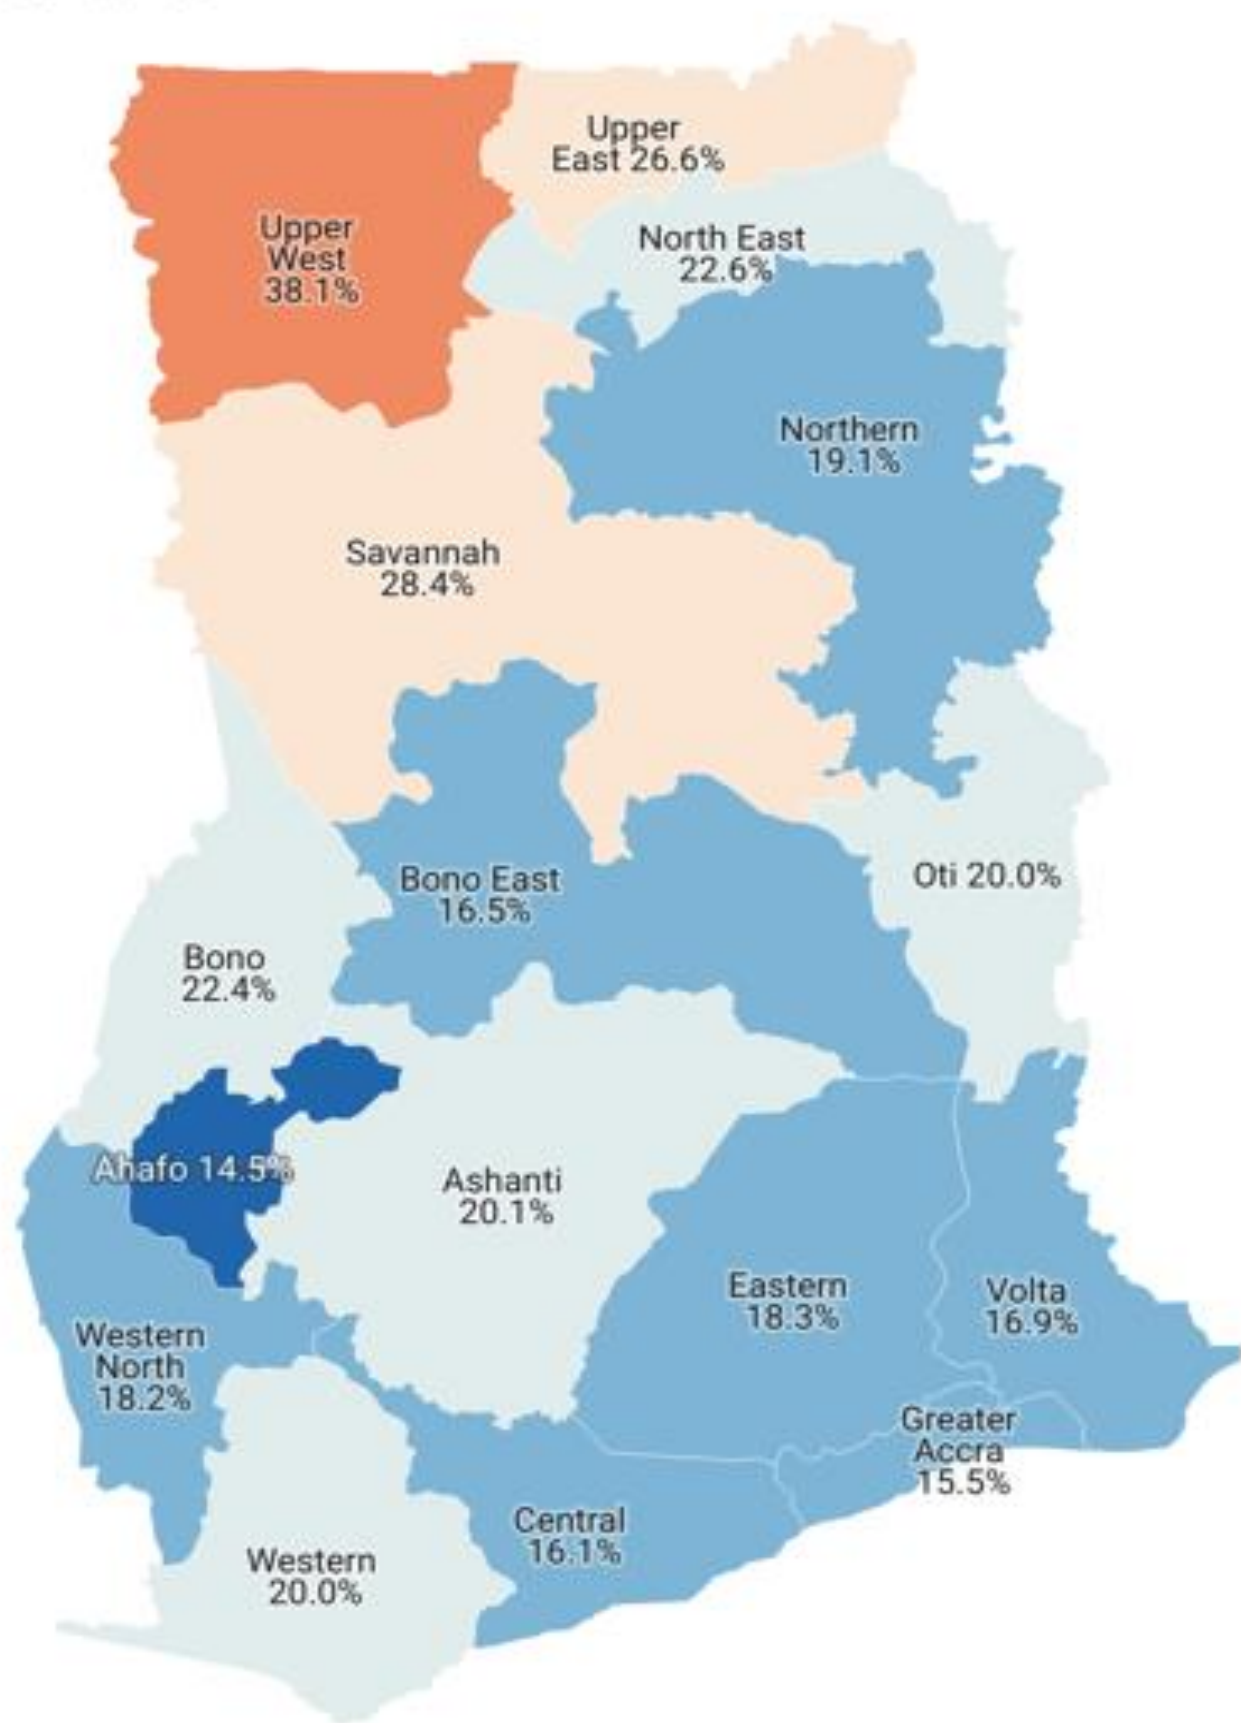 Upper
East 26.6%
Upper
West
38.1%
North East
22.6%
Northern
19.1%
Savannah
28.4%
Oti 20.0%
Bono East
16.5%
Bono
22.4%
Ahafo 14.5%
Ashanti
20.1%
Eastern
18.3%
Volta
16.9%
Western
North
18.2%
Greater
Accra
15.5%
Central
16.1%
Western
20.0%